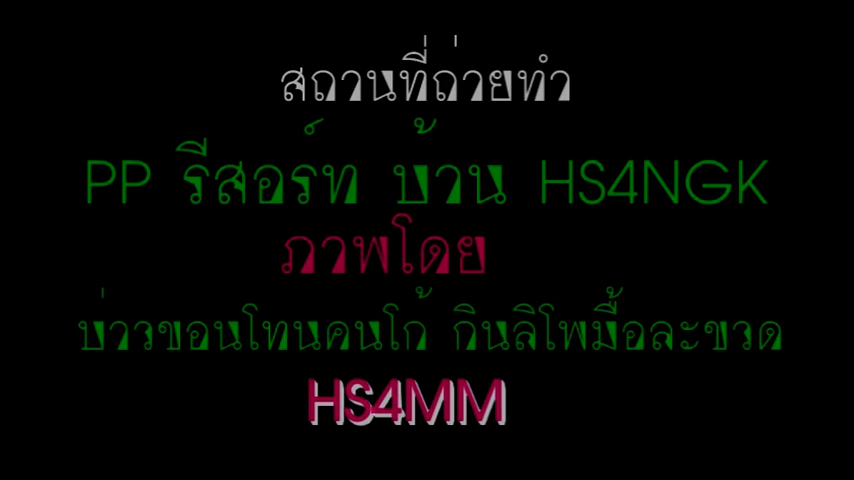 สถานที่ถ่ายทำ
PP รีสอร์ท บ้าน HS4NGK
ภาพโดย
บ่าวขอนโทนคนโก้ กินลิโพมื้อละขวด
HS4MM